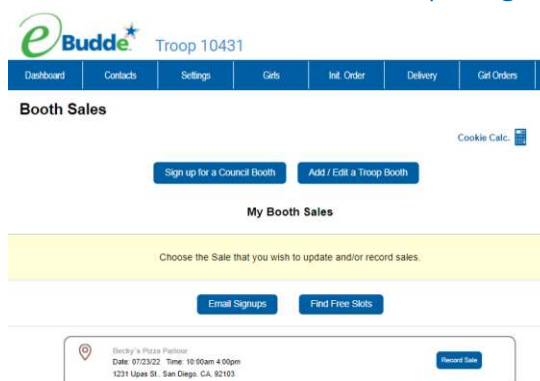 eBudde Troop 10431
Dashboard Contacts Settings Girls Init. Order Delivery Girl Orders
Booth Sales
Cookie Calc.
Sign up for a Council Booth Add / Edit a Troop Booth
My Booth Sales
Choose the Sale that you wish to update and/or record sales.
Email Signups Find Free Slots
Becky's Pizza Parlour
Date: 07/23/22 Time: 10:00am 4:00pm
Record Sale
1231 Upas St., San Diego, CA, 92103